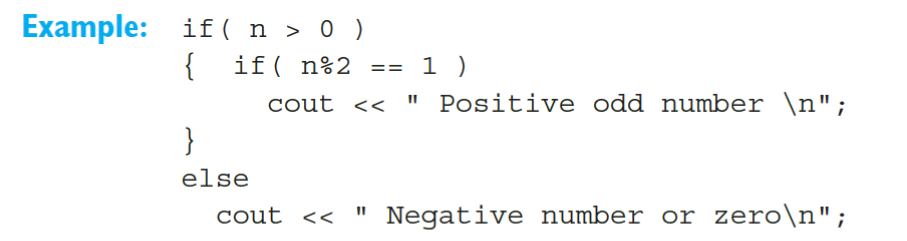 Example: if( n > 0 )
{ if( n%2 == 1 )
cout << " Positive odd number \n";
}
else
cout << " Negative number or zero\n";